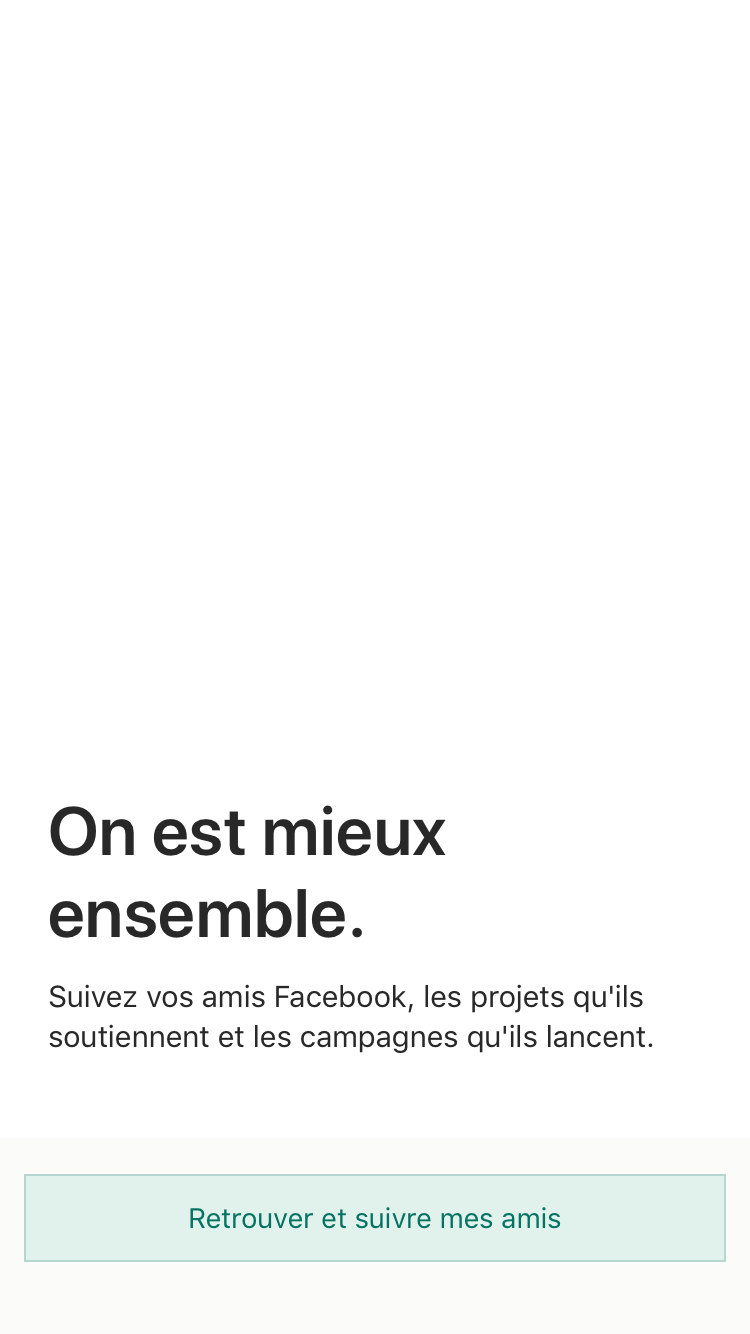 On est mieux
ensemble.
Suivez vos amis Facebook, les projets qu'ils
soutiennent et les campagnes qu'ils lancent.
Retrouver et suivre mes amis